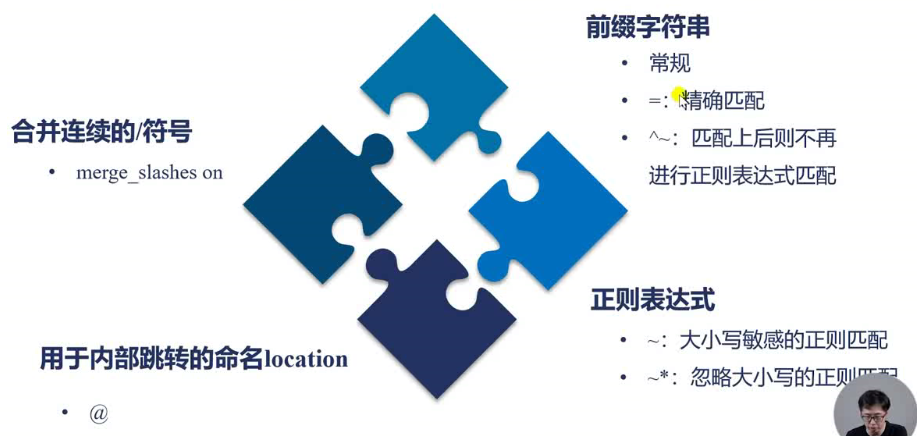 前缀字符串
• 常规
• =：精确匹配
• ^~：匹配上后则不再
进行正则表达式匹配
合并连续的/符号
• merge_slashes on
正则表达式
• ~：大小写敏感的正则匹配
• ~*：忽略大小写的正则匹配
用于内部跳转的命名location
• @